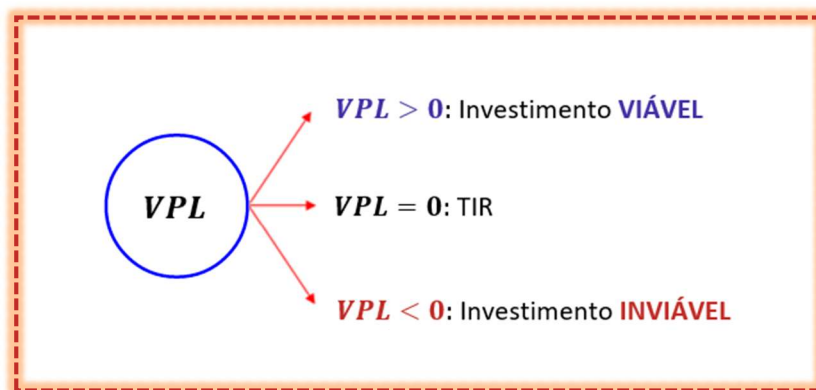 VPL > 0: Investimento VIÁVEL
VPL
VPL = 0: TIR
VPL < 0: Investimento INVIÁVEL